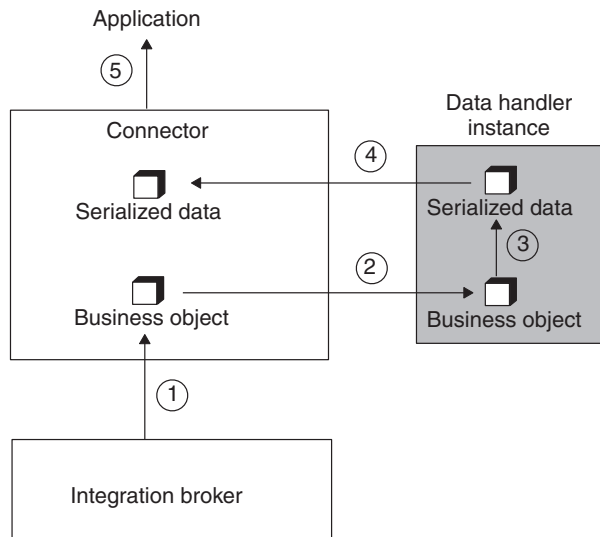 Application
5
Connector
Data handler
instance
4
Serialized data
Serialized data
3
2
Business object
Business object
1
Integration broker